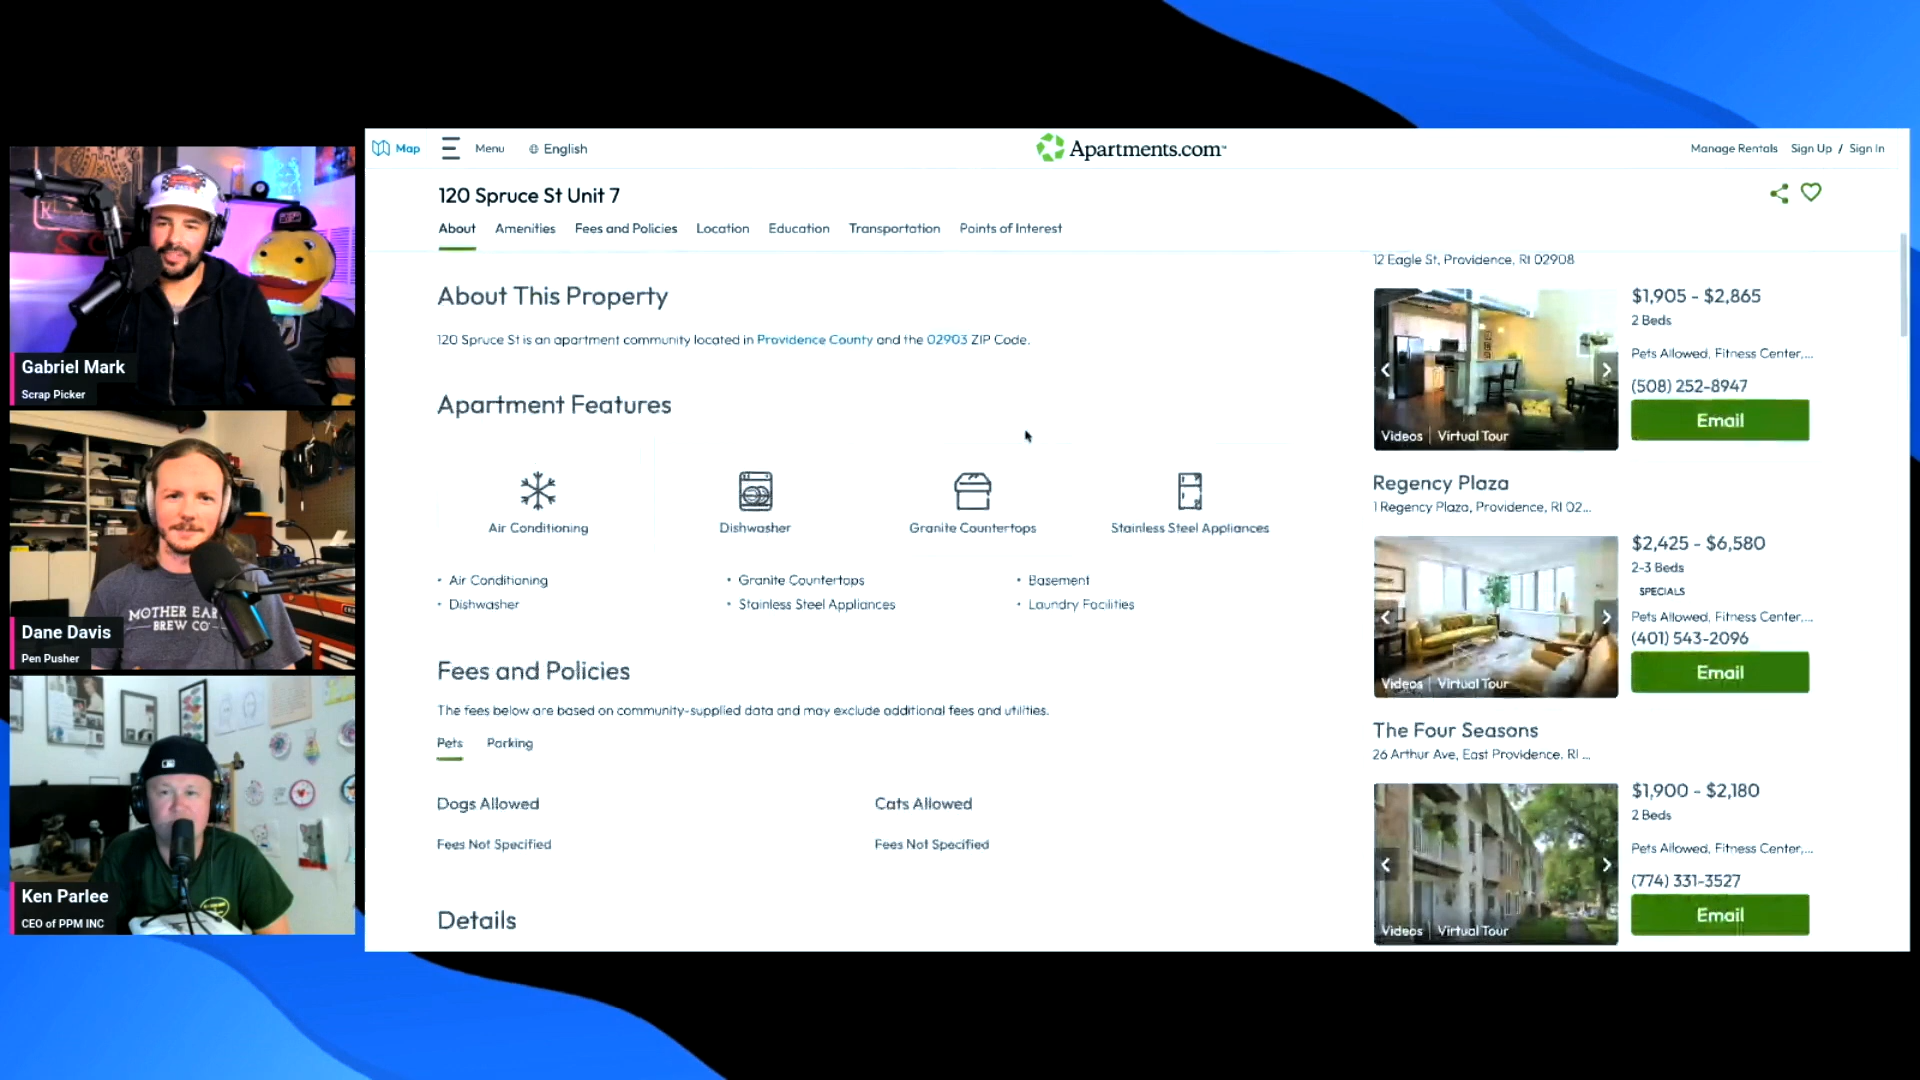 Map
Menu
English
Apartments.com™
Manage Rentals
Sign Up / Sign In
120 Spruce St Unit 7
About
Amenities
Fees and Policies
Location
Education
Transportation
Points of Interest
About This Property
120 Spruce St is an apartment community located in Providence County and the 02903 ZIP Code.
Apartment Features
Air Conditioning
Dishwasher
Granite Countertops
Stainless Steel Appliances
• Air Conditioning
• Granite Countertops
• Basement
• Dishwasher
• Stainless Steel Appliances
• Laundry Facilities
Fees and Policies
The fees below are based on community-supplied data and may exclude additional fees and utilities.
Pets
Parking
Dogs Allowed
Cats Allowed
Fees Not Specified
Fees Not Specified
Details
12 Eagle St, Providence, RI 02908
$1,905 - $2,865
2 Beds
Pets Allowed, Fitness Center,...
(508) 252-8947
Email
Videos | Virtual Tour
Regency Plaza
1 Regency Plaza, Providence, RI 02...
$2,425 - $6,580
2-3 Beds
SPECIALS
Pets Allowed, Fitness Center,...
(401) 543-2096
Email
Videos | Virtual Tour
The Four Seasons
26 Arthur Ave, East Providence, RI ...
$1,900 - $2,180
2 Beds
Pets Allowed, Fitness Center,...
(774) 331-3527
Email
Videos | Virtual Tour
Gabriel Mark
Scrap Picker
MOTHER EAR
BREW CO
Dane Davis
Pen Pusher
Ken Parlee
CEO of PPM INC